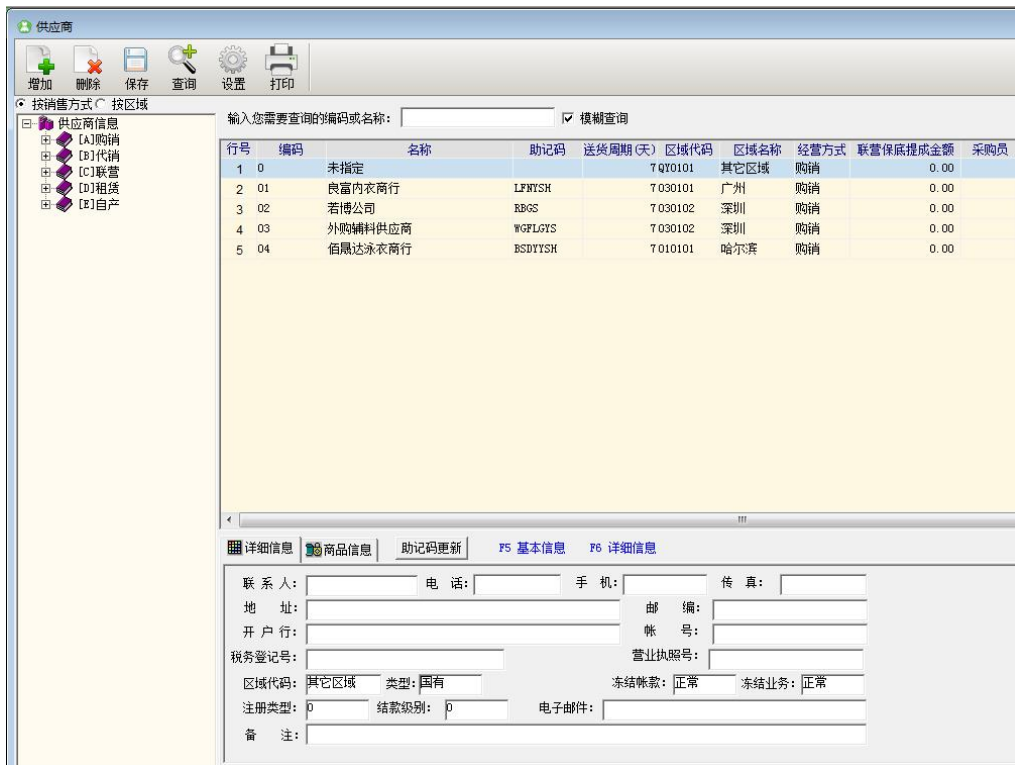 供应商
增加 删除 保存 查询 设置 打印
按销售方式 按区域
供应商信息
[A]购销
[B]代销
[C]联营
[D]租赁
[E]自产
输入您需要查询的编码或名称： 模糊查询
行号 编码 名称 助记码 送货周期(天) 区域代码 区域名称 经营方式 联营保底提成金额 采购员
1 0 未指定 7 QY0101 其它区域 购销 0.00
2 01 良富内衣商行 LFNYSH 7 030101 广州 购销 0.00
3 02 若博公司 RBGS 7 030102 深圳 购销 0.00
4 03 外购辅料供应商 WGFLGYS 7 030102 深圳 购销 0.00
5 04 佰晟达泳衣商行 BSDYYSH 7 010101 哈尔滨 购销 0.00
详细信息 商品信息 助记码更新 F5 基本信息 F6 详细信息
联系人： 电 话： 手 机： 传 真：
地 址： 邮 编：
开户行： 帐 号：
税务登记号： 营业执照号：
区域代码： 其它区域 类型： 国有 冻结帐款： 正常 冻结业务： 正常
注册类型： 0 结款级别： 0 电子邮件：
备 注：